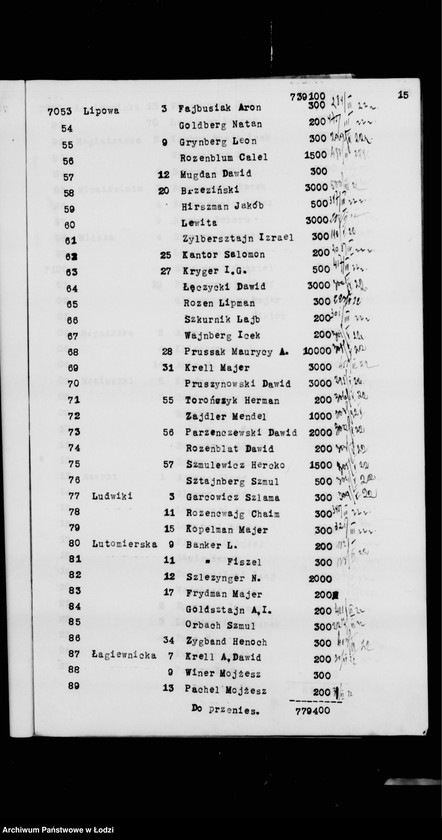 739100 15
7053 Lipowa 3 Fajbusiak Aron 300
54 Goldberg Natan 200
55 9 Grynberg Leon 300
56 Rozenblum Calel 1500
57 12 Mugdan Dawid 300
58 20 Brzeziński 3000
59 Hirszman Jakób 500
60 Lewita 3000
61 Zylbersztajn Izrael 300
62 25 Kantor Salomon 200
63 27 Kryger I.G. 500
64 Łęczycki Dawid 3000
65 Rozen Lipman 300
66 Szkurnik Lajb 200
67 Wajnberg Icek 200
68 28 Prussak Maurycy A. 10000
69 31 Krell Majer 3000
70 Pruszynowski Dawid 3000
71 55 Torończyk Herman 200
72 Zajdler Mendel 1000
73 56 Parzenczewski Dawid 2000
74 Rozenblat Dawid 200
75 57 Szmulewicz Hercko 1500
76 Sztajnberg Szmul 500
77 Ludwiki 3 Garcowicz Szlama 300
78 11 Rozencwajg Chaim 300
79 15 Kopelman Majer 300
80 Lutomierska 9 Banker L. 200
81 11 " Fiszel 300
82 12 Szlezynger N. 2000
83 17 Frydman Majer 200
84 Goldsztajn A,I. 200
85 Orbach Szmul 300
86 34 Zygband Henoch 300
87 Łagiewnicka 7 Krell A,Dawid 200
88 9 Winer Mojżesz 300
89 13 Pachel Mojżesz 200
Do przenies. 779400
Archiwum Państwowe w Łodzi